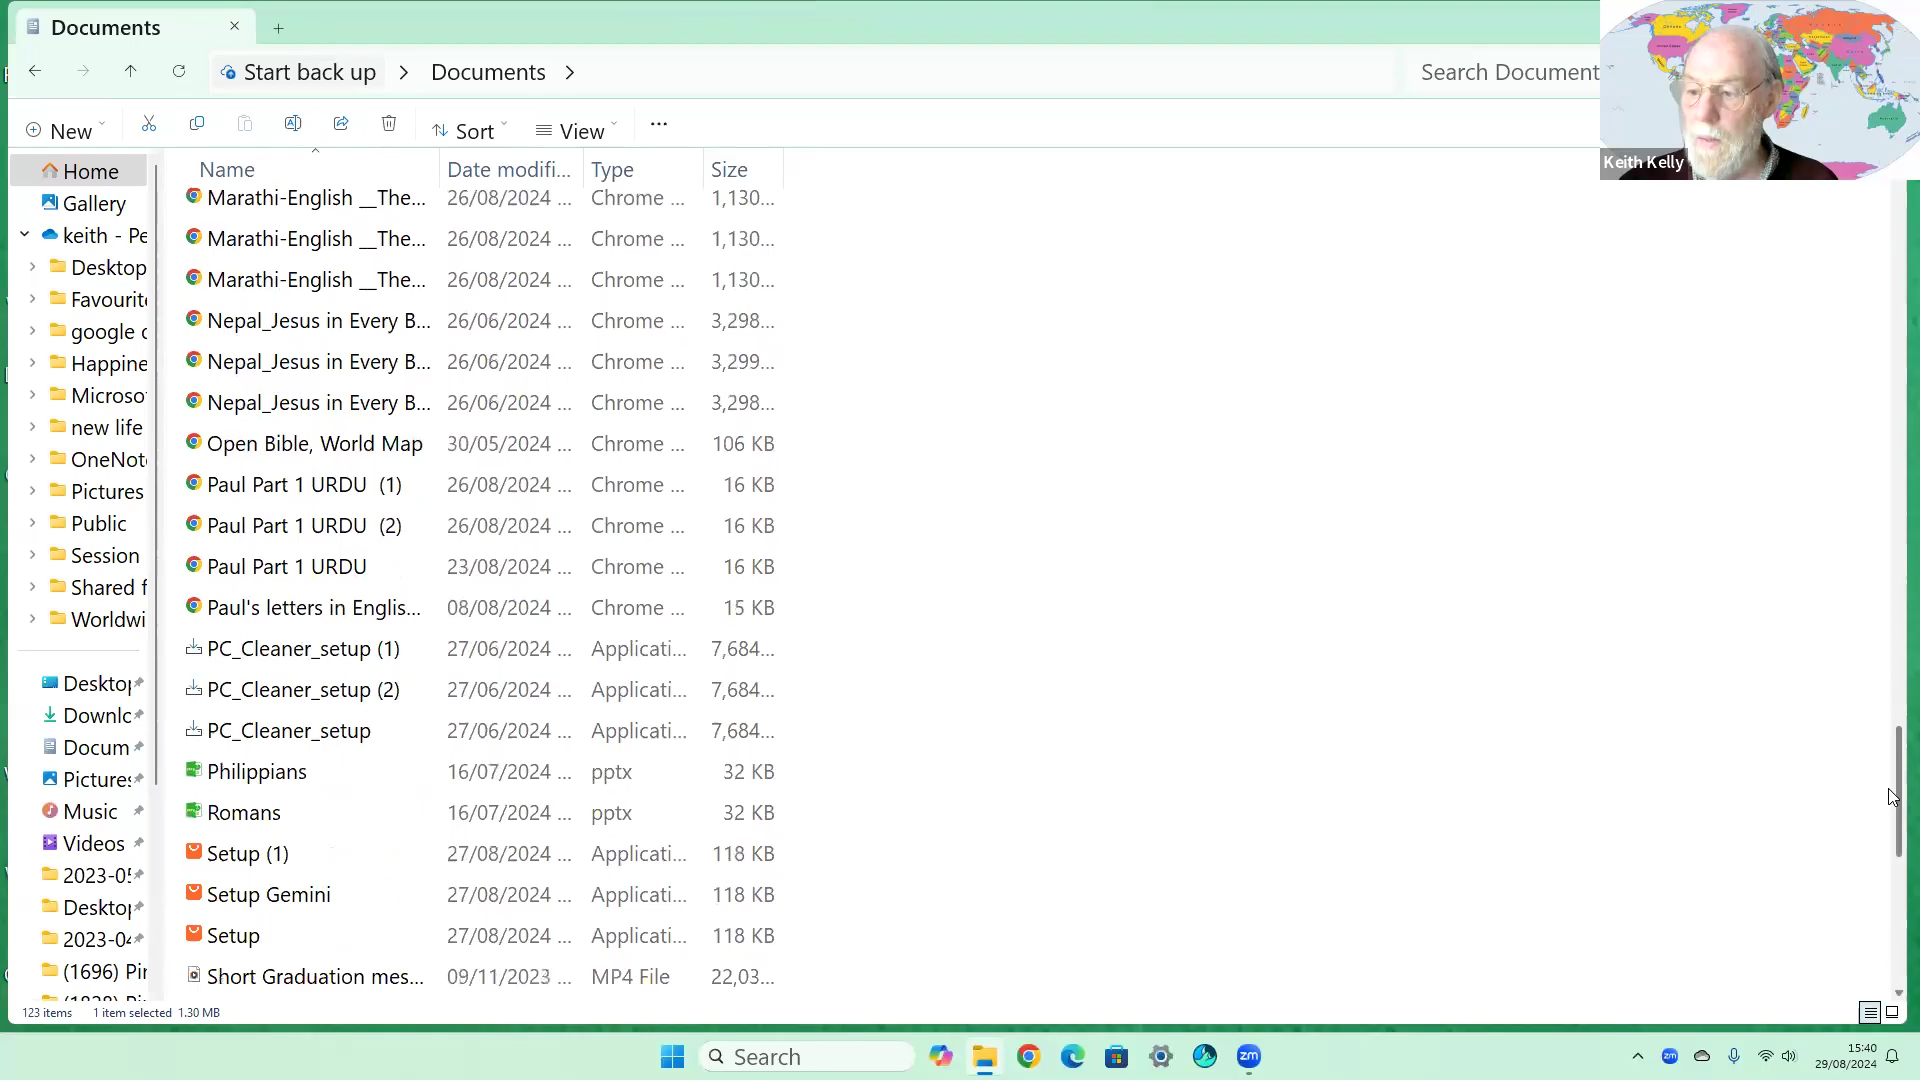 Documents
Start back up
Documents
Search Document
Keith Kelly
New
Sort
View
Name
Date modifi...
Type
Size
Home
Gallery
keith - Pe
Desktop
Favourite
google
Happine
Microso
new life
OneNot
Pictures
Public
Session
Shared f
Worldwi
Deskto
Downlo
Docum
Pictures
Music
Videos
2023-05
Deskto
2023-04
(1696) Pi
Marathi-English __The... 26/08/2024 ... Chrome ... 1,130...
Marathi-English __The... 26/08/2024 ... Chrome ... 1,130...
Marathi-English __The... 26/08/2024 ... Chrome ... 1,130...
Nepal_Jesus in Every B... 26/06/2024 ... Chrome ... 3,298...
Nepal_Jesus in Every B... 26/06/2024 ... Chrome ... 3,299...
Nepal_Jesus in Every B... 26/06/2024 ... Chrome ... 3,298...
Open Bible, World Map 30/05/2024 ... Chrome ... 106 KB
Paul Part 1 URDU (1) 26/08/2024 ... Chrome ... 16 KB
Paul Part 1 URDU (2) 26/08/2024 ... Chrome ... 16 KB
Paul Part 1 URDU 23/08/2024 ... Chrome ... 16 KB
Paul's letters in Englis... 08/08/2024 ... Chrome ... 15 KB
PC_Cleaner_setup (1) 27/06/2024 ... Applicati... 7,684...
PC_Cleaner_setup (2) 27/06/2024 ... Applicati... 7,684...
PC_Cleaner_setup 27/06/2024 ... Applicati... 7,684...
Philippians 16/07/2024 ... pptx 32 KB
Romans 16/07/2024 ... pptx 32 KB
Setup (1) 27/08/2024 ... Applicati... 118 KB
Setup Gemini 27/08/2024 ... Applicati... 118 KB
Setup 27/08/2024 ... Applicati... 118 KB
Short Graduation mes... 09/11/2023 ... MP4 File 22,03...
123 items 1 item selected 1.30 MB
Search
zm
zm
15:40
29/08/2024